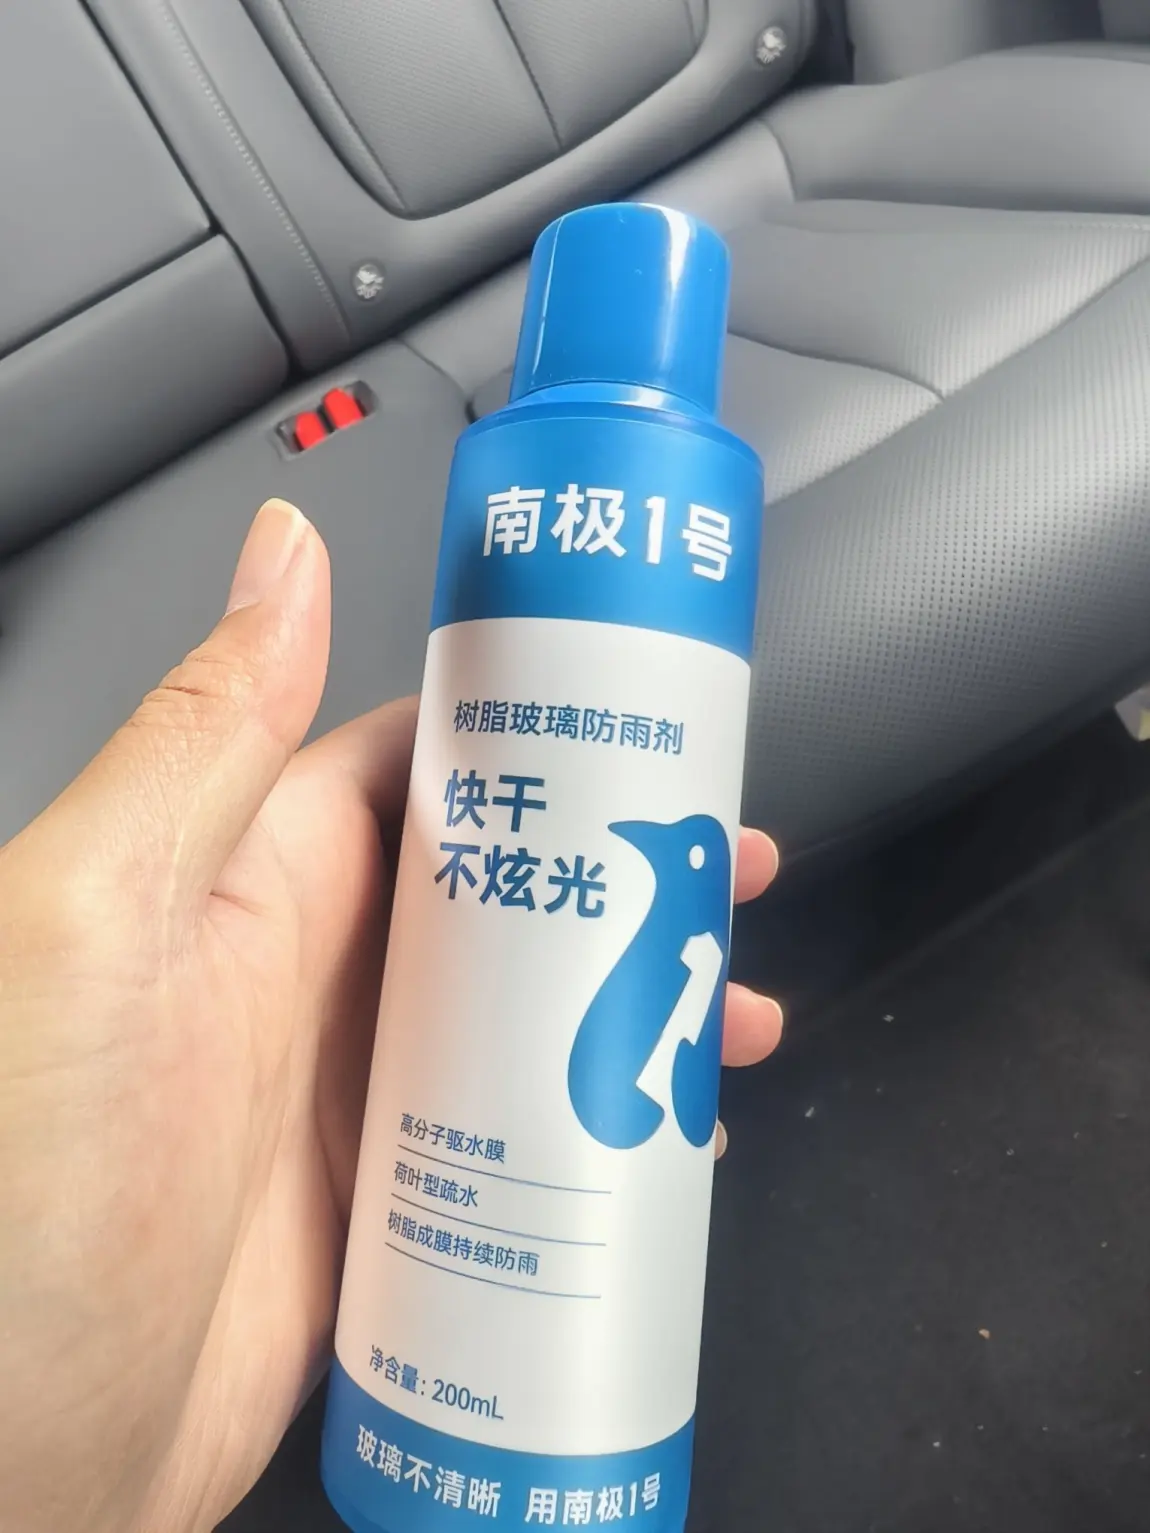 南极1号
树脂玻璃防雨剂
快干
不炫光
高分子驱水膜
荷叶型疏水
树脂成膜持续防雨
净含量：200mL
玻璃不清晰 用南极1号